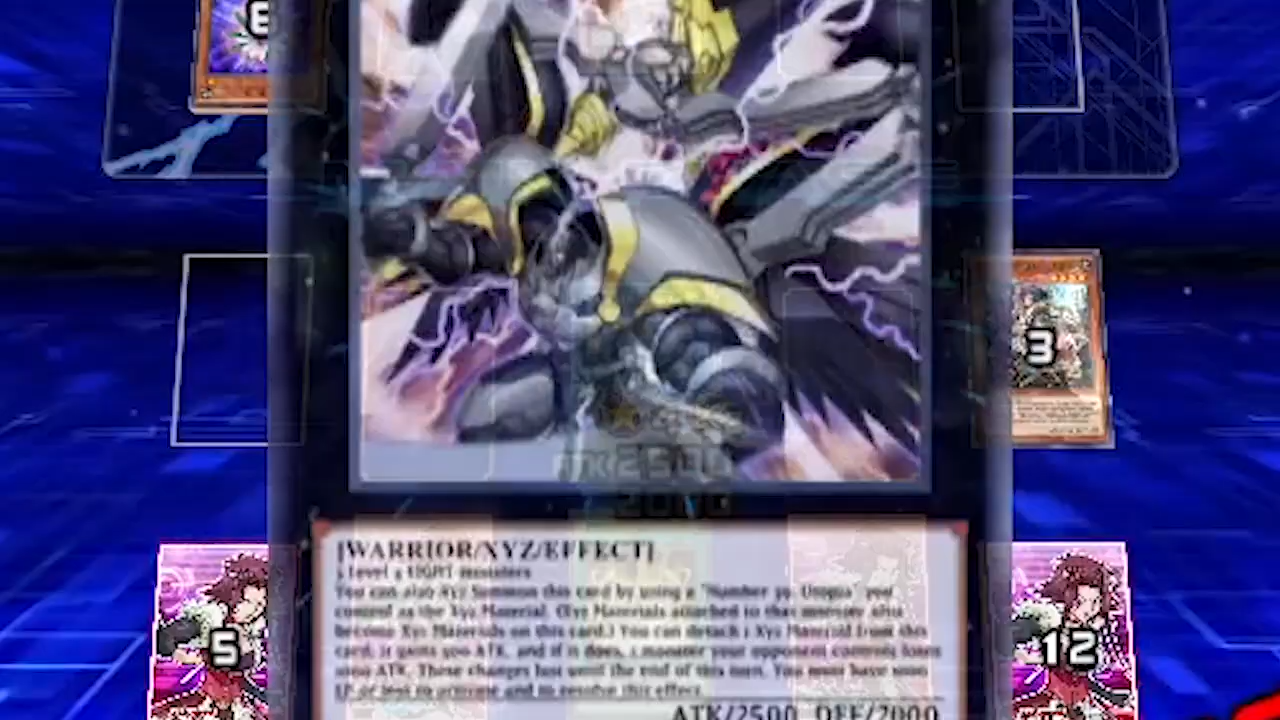 3
[WARRIOR/XYZ/EFFECT]
3 Level 4 LIGHT monsters
You can also Xyz Summon this card by using a "Number 39: Utopia" you
control as the Xyz Material. (Xyz Materials attached to that monster also
become Xyz Materials on this card.) You can detach 1 Xyz Material from this
card; it gains 500 ATK, and if it does, 1 monster your opponent controls loses
1000 ATK. These changes last until the end of this turn. You must have 1000
LP or less to activate and to resolve this effect.
ATK/2500 DEF/2000
5
12